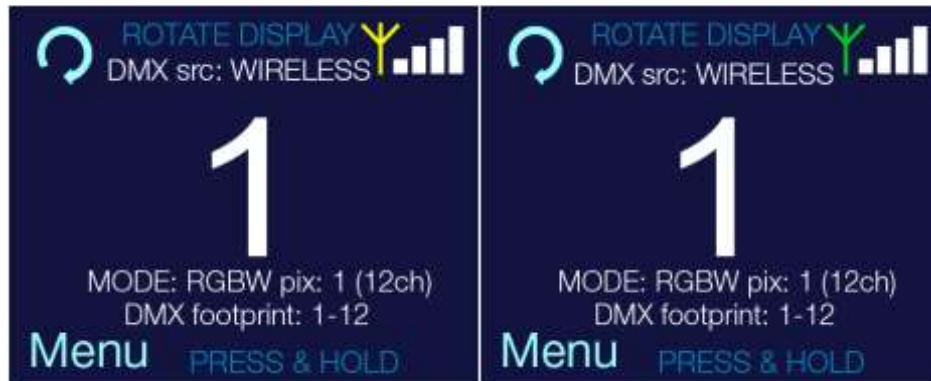 ROTATE DISPLAY
DMX src: WIRELESS
1
MODE: RGBW pix: 1 (12ch)
DMX footprint: 1-12
Menu PRESS & HOLD
ROTATE DISPLAY
DMX src: WIRELESS
1
MODE: RGBW pix: 1 (12ch)
DMX footprint: 1-12
Menu PRESS & HOLD